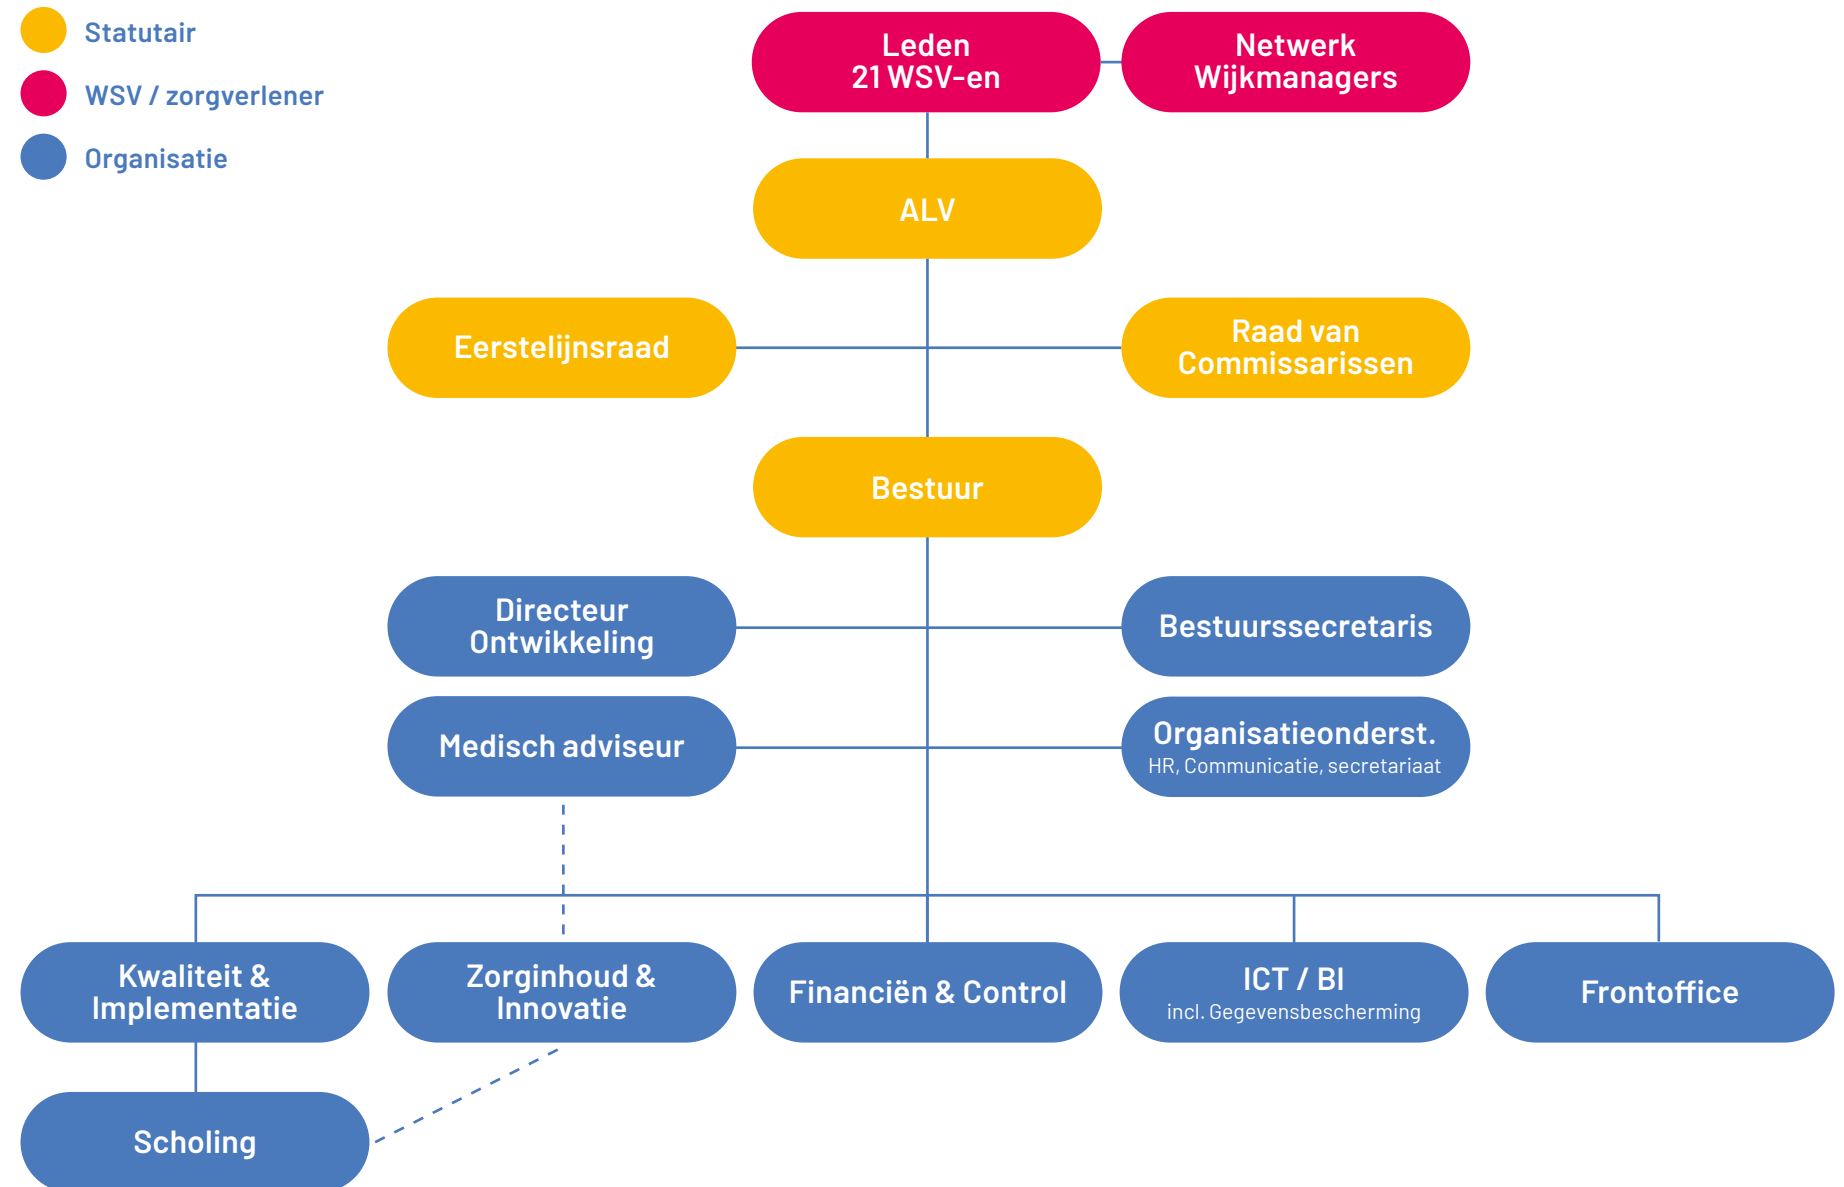 Statutair
WSV / zorgverlener
Organisatie
Leden
21 WSV-en
Netwerk
Wijkmanagers
ALV
Eerstelijnsraad
Raad van
Commissarissen
Bestuur
Directeur
Ontwikkeling
Bestuurssecretaris
Medisch adviseur
Organisatieonderst.
HR, Communicatie, secretariaat
Kwaliteit &
Implementatie
Zorginhoud &
Innovatie
Financiën & Control
ICT / BI
incl. Gegevensbescherming
Frontoffice
Scholing